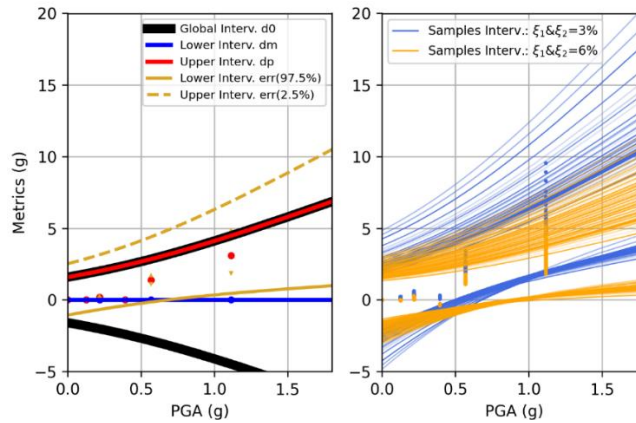 Global Interv. d0
Lower Interv. dm
Upper Interv. dp
Lower Interv. err(97.5%)
Upper Interv. err(2.5%)
Samples Interv.: ξ₁&ξ₂=3%
Samples Interv.: ξ₁&ξ₂=6%
Metrics (g)
20
15
10
5
0
−5
0.0 0.5 1.0 1.5
PGA (g)
20
15
10
5
0
−5
0.0 0.5 1.0 1.5
PGA (g)